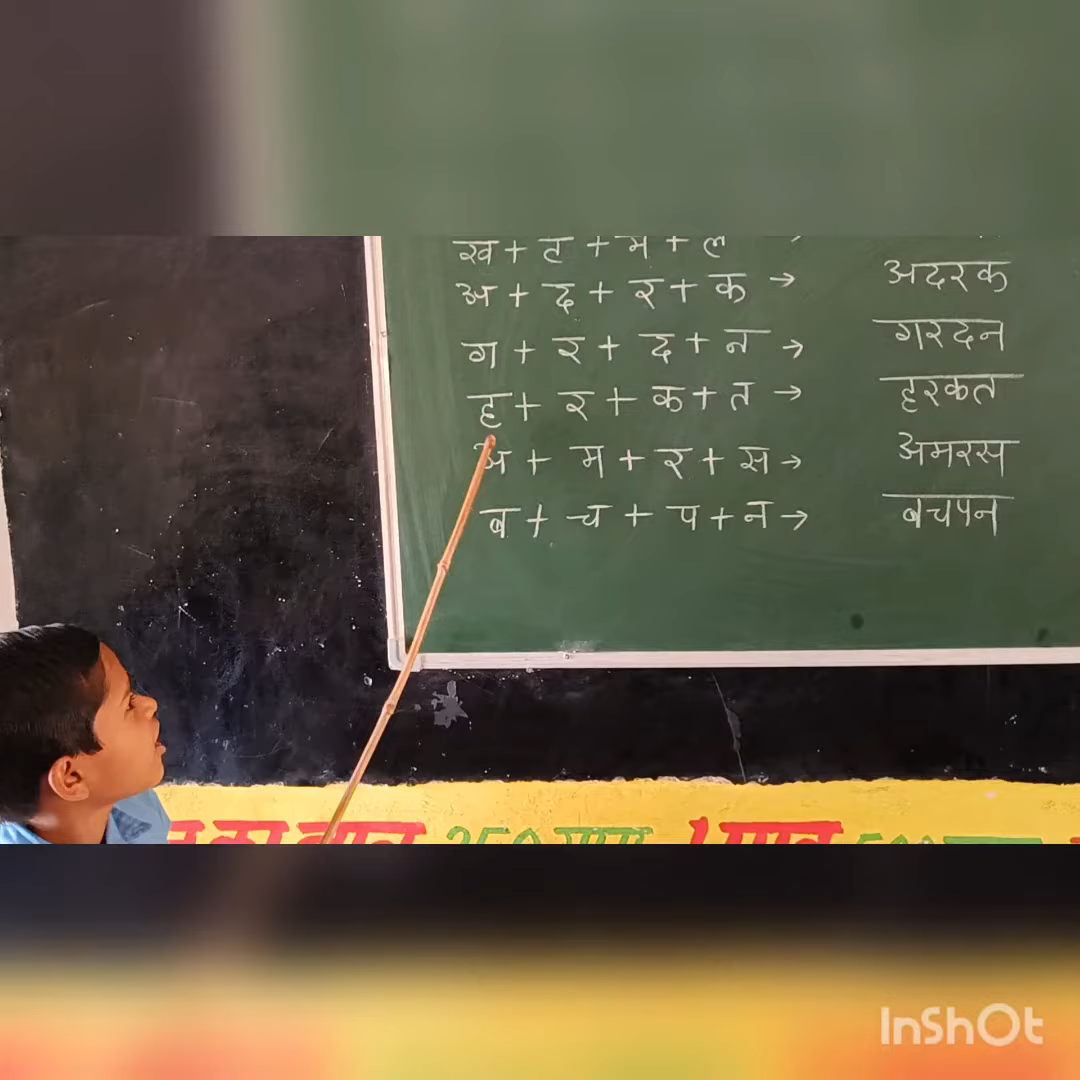 ख + ट + म + ल
अ + द + र + क → अदरक
ग + र + द + न → गरदन
ह + र + क + त → हरकत
अ + म + र + स → अमरस
ब + च + प + न → बचपन
InShOt